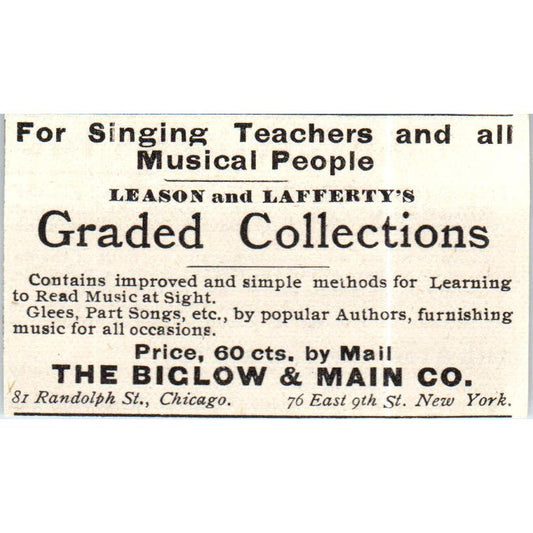 For Singing Teachers and all
Musical People
LEASON and LAFFERTY'S
Graded Collections
Contains improved and simple methods for Learning
to Read Music at Sight.
Glees, Part Songs, etc., by popular Authors, furnishing
music for all occasions.
Price, 60 cts. by Mail
THE BIGLOW & MAIN CO.
81 Randolph St., Chicago. 76 East 9th St. New York.